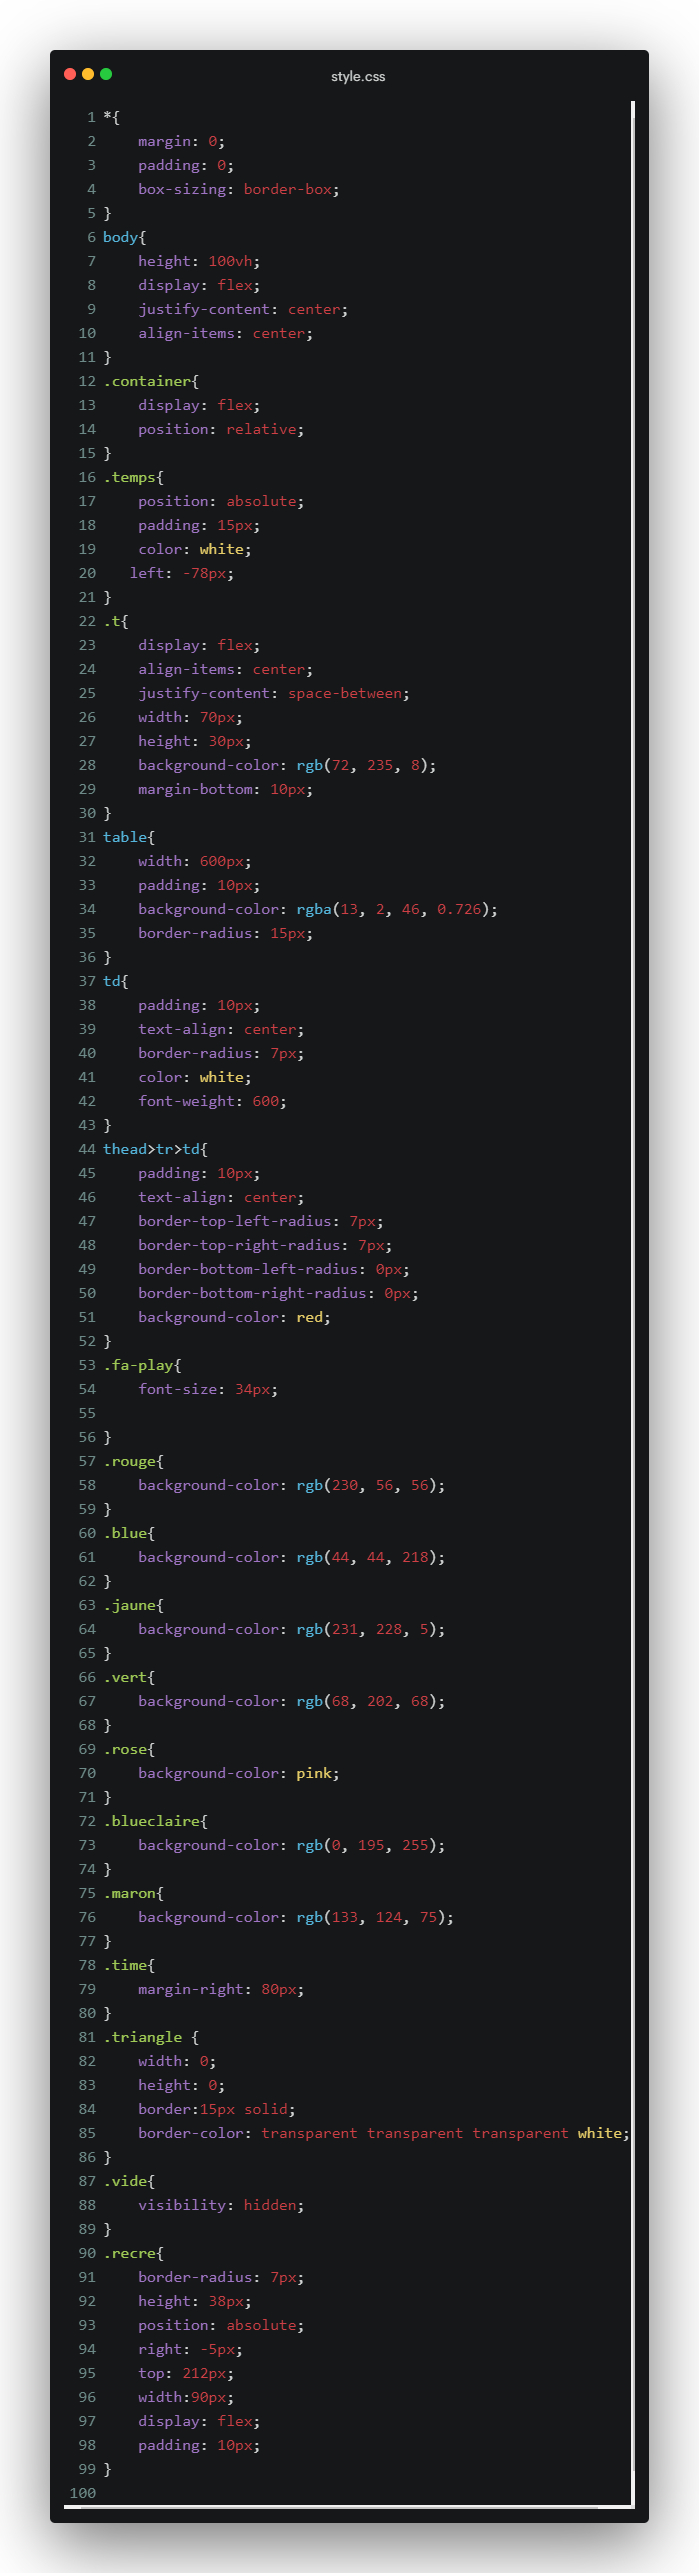 style.css
1 *{
2     margin: 0;
3     padding: 0;
4     box-sizing: border-box;
5 }
6 body{
7     height: 100vh;
8     display: flex;
9     justify-content: center;
10     align-items: center;
11 }
12 .container{
13     display: flex;
14     position: relative;
15 }
16 .temps{
17     position: absolute;
18     padding: 15px;
19     color: white;
20    left: -78px;
21 }
22 .t{
23     display: flex;
24     align-items: center;
25     justify-content: space-between;
26     width: 70px;
27     height: 30px;
28     background-color: rgb(72, 235, 8);
29     margin-bottom: 10px;
30 }
31 table{
32     width: 600px;
33     padding: 10px;
34     background-color: rgba(13, 2, 46, 0.726);
35     border-radius: 15px;
36 }
37 td{
38     padding: 10px;
39     text-align: center;
40     border-radius: 7px;
41     color: white;
42     font-weight: 600;
43 }
44 thead>tr>td{
45     padding: 10px;
46     text-align: center;
47     border-top-left-radius: 7px;
48     border-top-right-radius: 7px;
49     border-bottom-left-radius: 0px;
50     border-bottom-right-radius: 0px;
51     background-color: red;
52 }
53 .fa-play{
54     font-size: 34px;
55
56 }
57 .rouge{
58     background-color: rgb(230, 56, 56);
59 }
60 .blue{
61     background-color: rgb(44, 44, 218);
62 }
63 .jaune{
64     background-color: rgb(231, 228, 5);
65 }
66 .vert{
67     background-color: rgb(68, 202, 68);
68 }
69 .rose{
70     background-color: pink;
71 }
72 .blueclaire{
73     background-color: rgb(0, 195, 255);
74 }
75 .maron{
76     background-color: rgb(133, 124, 75);
77 }
78 .time{
79     margin-right: 80px;
80 }
81 .triangle {
82     width: 0;
83     height: 0;
84     border:15px solid;
85     border-color: transparent transparent transparent white;
86 }
87 .vide{
88     visibility: hidden;
89 }
90 .recre{
91     border-radius: 7px;
92     height: 38px;
93     position: absolute;
94     right: -5px;
95     top: 212px;
96     width:90px;
97     display: flex;
98     padding: 10px;
99 }
100